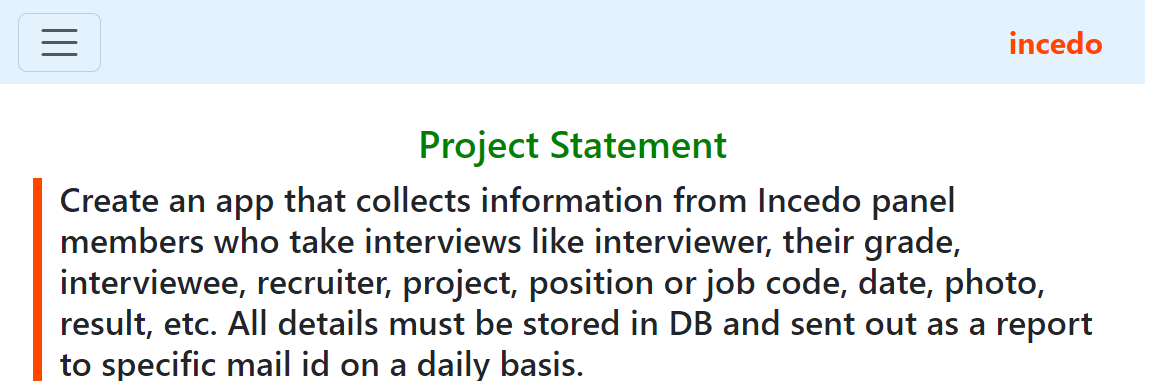 incedo
Project Statement
Create an app that collects information from Incedo panel
members who take interviews like interviewer, their grade,
interviewee, recruiter, project, position or job code, date, photo,
result, etc. All details must be stored in DB and sent out as a report
to specific mail id on a daily basis.